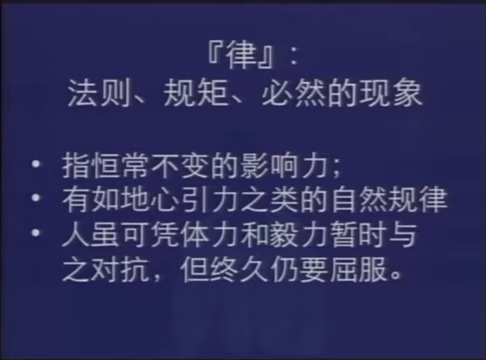 『律』:
法则、规矩、必然的现象
• 指恒常不变的影响力;
• 有如地心引力之类的自然规律
• 人虽可凭体力和毅力暂时与
之对抗，但终久仍要屈服。